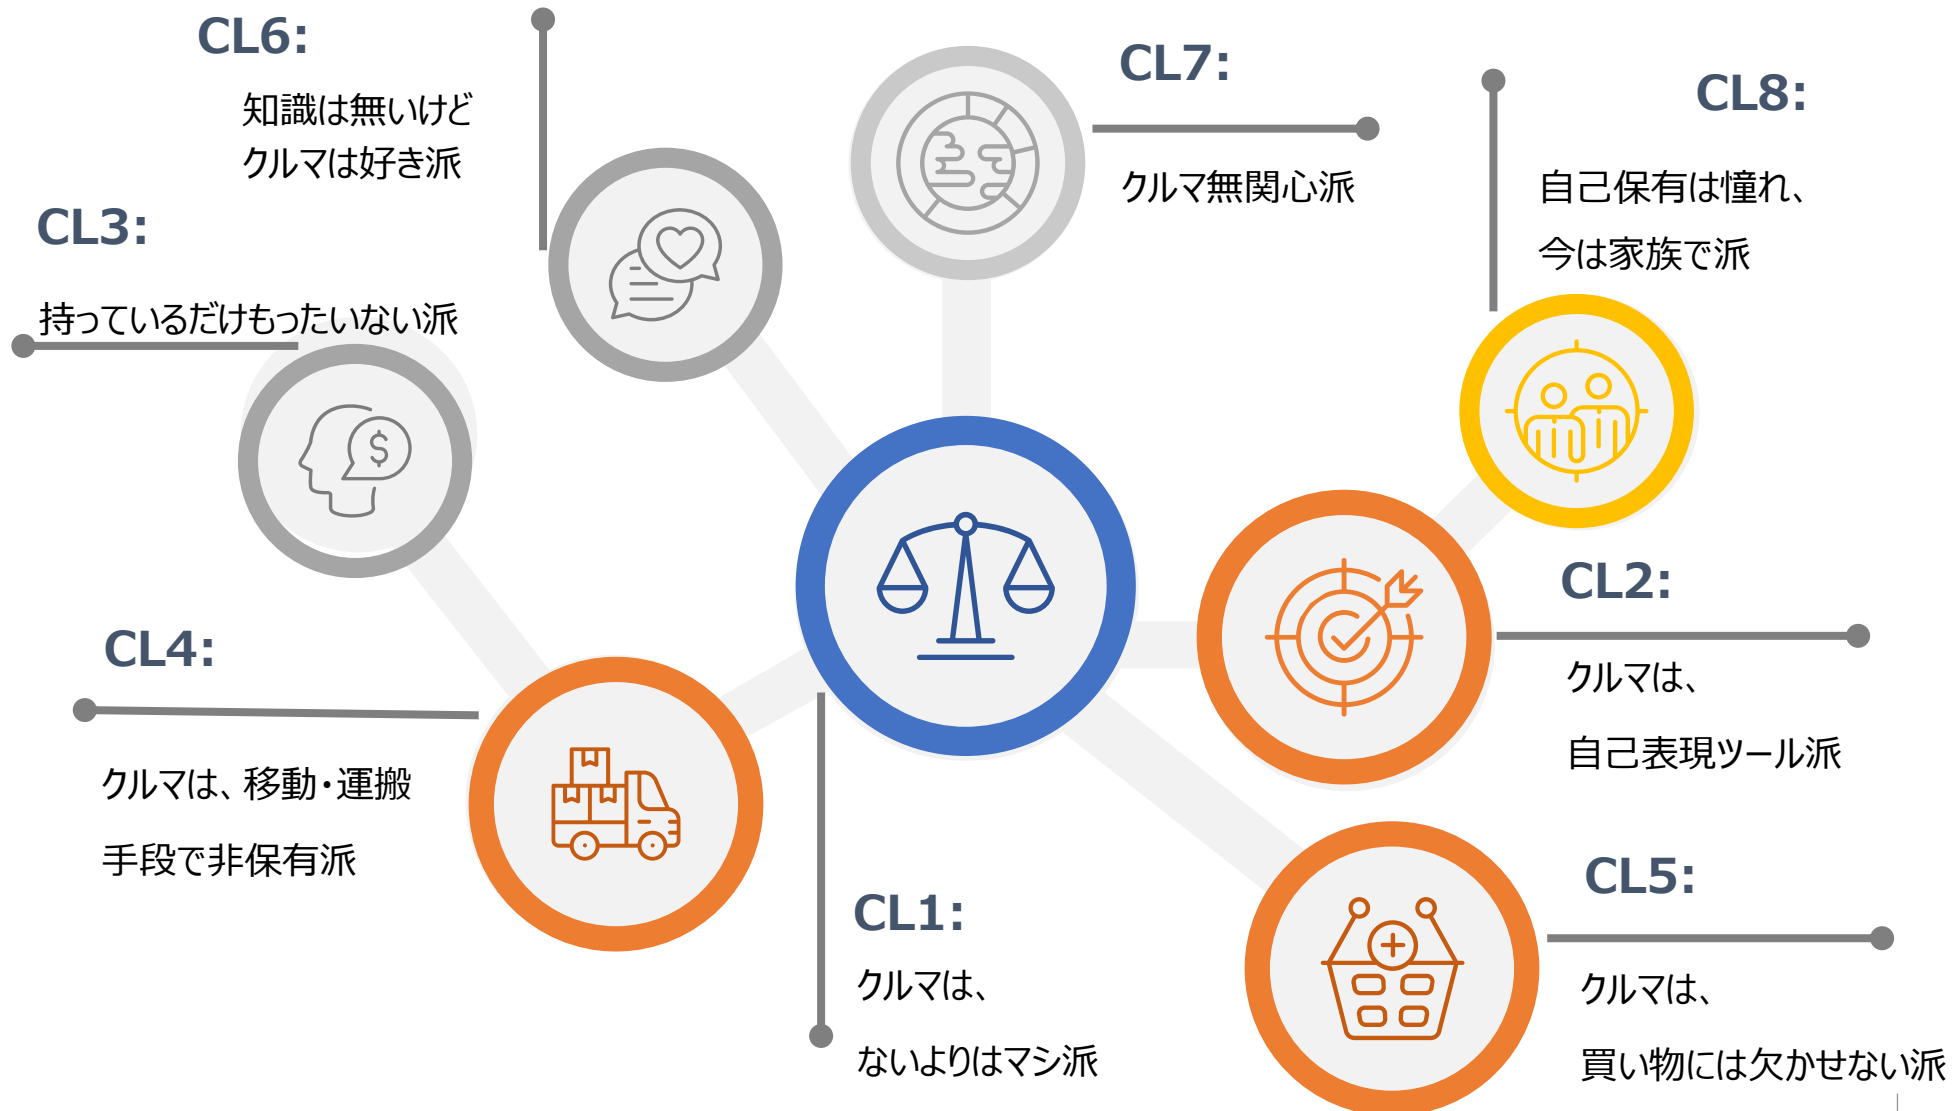 CL6:
知識は無いけど
クルマは好き派
CL7:
クルマ無関心派
CL8:
自己保有は憧れ、
今は家族で派
CL3:
持っているだけもったいない派
CL2:
クルマは、
自己表現ツール派
CL4:
クルマは、移動・運搬
手段で非保有派
CL1:
クルマは、
ないよりはマシ派
CL5:
クルマは、
買い物には欠かせない派
$